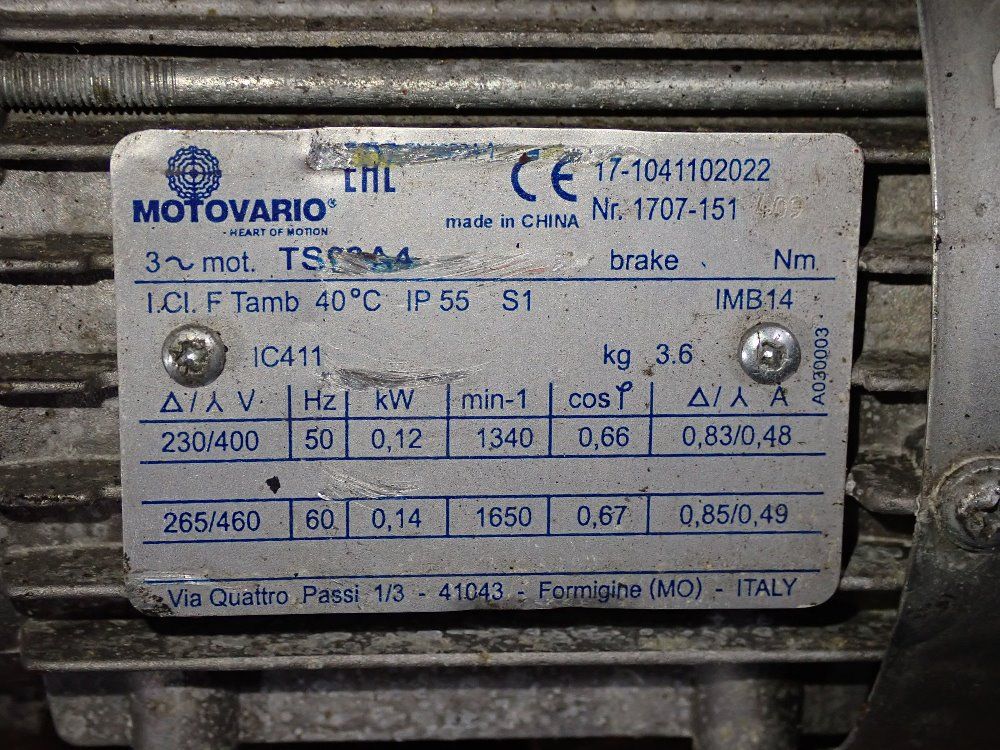 EAC
CE
17-1041102022
MOTOVARIO®
- HEART OF MOTION
made in CHINA
Nr. 1707-151
3~ mot.
brake
Nm
I.Cl. F Tamb 40°C IP 55 S1
IMB14
IC411
kg 3.6
A030003
Δ/⅄ V Hz kW min-1 cosφ Δ/⅄ A
230/400 50 0,12 1340 0,66 0,83/0,48
265/460 60 0,14 1650 0,67 0,85/0,49
Via Quattro Passi 1/3 - 41043 - Formigine (MO) - ITALY